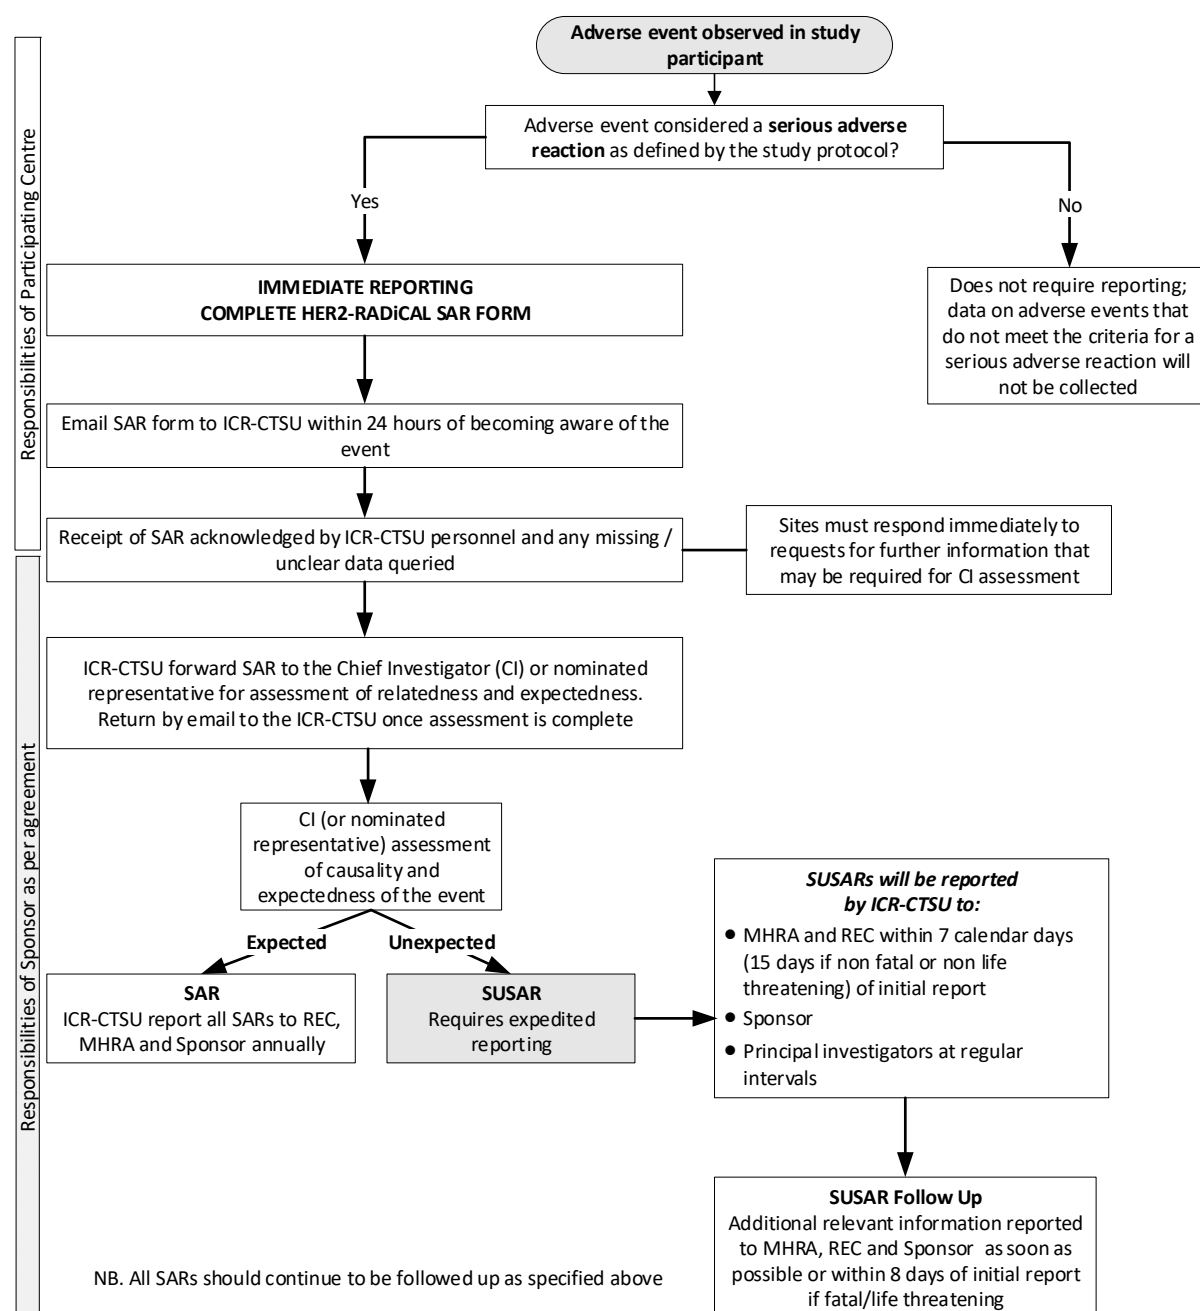 Adverse event observed in study
participant
Adverse event considered a serious adverse
reaction as defined by the study protocol?
Yes
No
IMMEDIATE REPORTING
COMPLETE HER2-RADiCAL SAR FORM
Does not require reporting;
data on adverse events that
do not meet the criteria for a
serious adverse reaction will
not be collected
Email SAR form to ICR-CTSU within 24 hours of becoming aware of the
event
Responsibilities of Participating Centre
Receipt of SAR acknowledged by ICR-CTSU personnel and any missing /
unclear data queried
Sites must respond immediately to
requests for further information that
may be required for CI assessment
ICR-CTSU forward SAR to the Chief Investigator (CI) or nominated
representative for assessment of relatedness and expectedness.
Return by email to the ICR-CTSU once assessment is complete
CI (or nominated
representative) assessment
of causality and
expectedness of the event
Expected
Unexpected
SAR
ICR-CTSU report all SARs to REC,
MHRA and Sponsor annually
SUSAR
Requires expedited
reporting
SUSARs will be reported
by ICR-CTSU to:
• MHRA and REC within 7 calendar days
(15 days if non fatal or non life
threatening) of initial report
• Sponsor
• Principal investigators at regular
intervals
Responsibilities of Sponsor as per agreement
SUSAR Follow Up
Additional relevant information reported
to MHRA, REC and Sponsor as soon as
possible or within 8 days of initial report
if fatal/life threatening
NB. All SARs should continue to be followed up as specified above